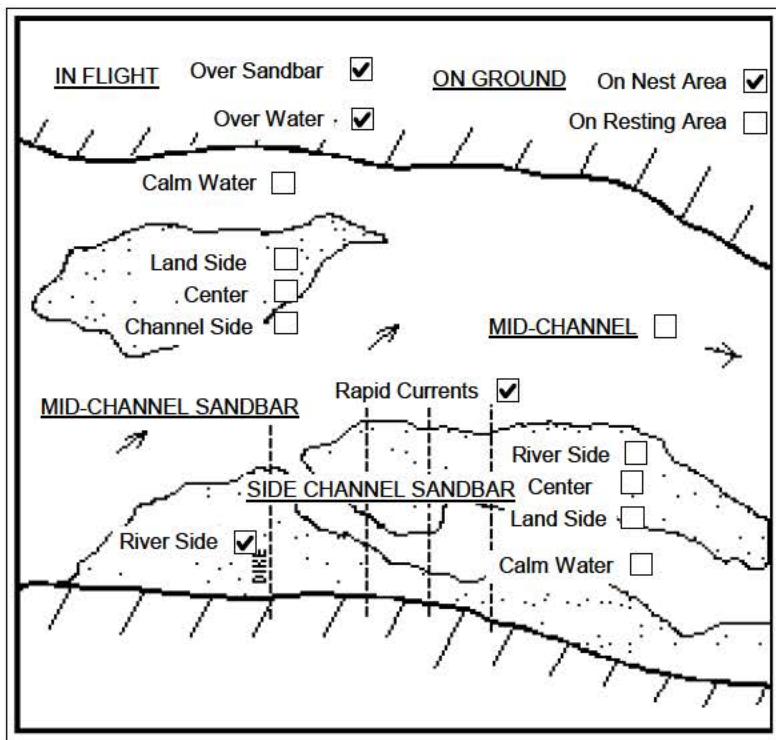 IN FLIGHT Over Sandbar ON GROUND On Nest Area
Over Water On Resting Area
Calm Water
Land Side
Center
Channel Side MID-CHANNEL
Rapid Currents
MID-CHANNEL SANDBAR
River Side
SIDE CHANNEL SANDBAR Center
Land Side
River Side
DIKE
Calm Water